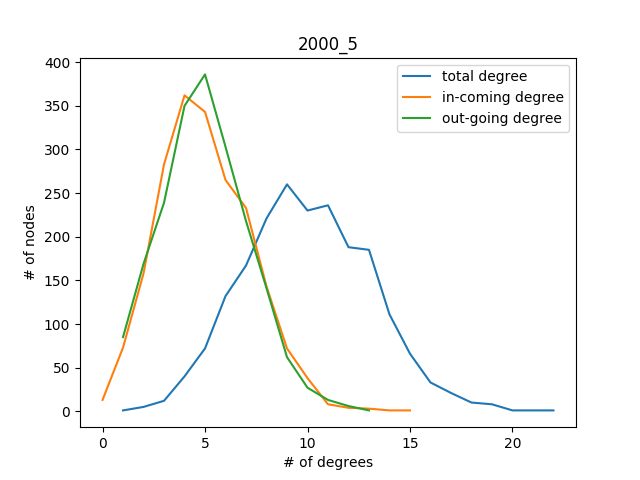 2000_5
400
350
300
250
200
150
100
50
0
# of nodes
total degree
in-coming degree
out-going degree
0 5 10 15 20
# of degrees